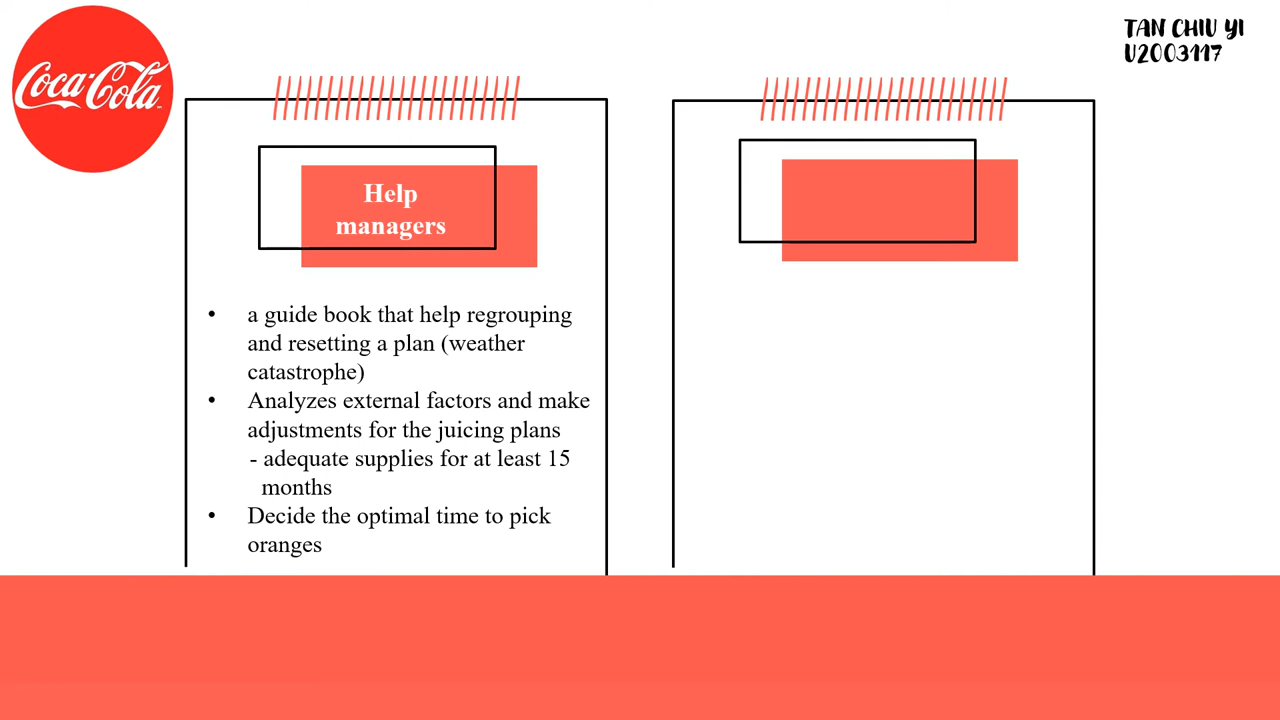 Coca-Cola
TAN CHIU YI
U2003117
Help
managers
• a guide book that help regrouping
and resetting a plan (weather
catastrophe)
• Analyzes external factors and make
adjustments for the juicing plans
- adequate supplies for at least 15
months
• Decide the optimal time to pick
oranges